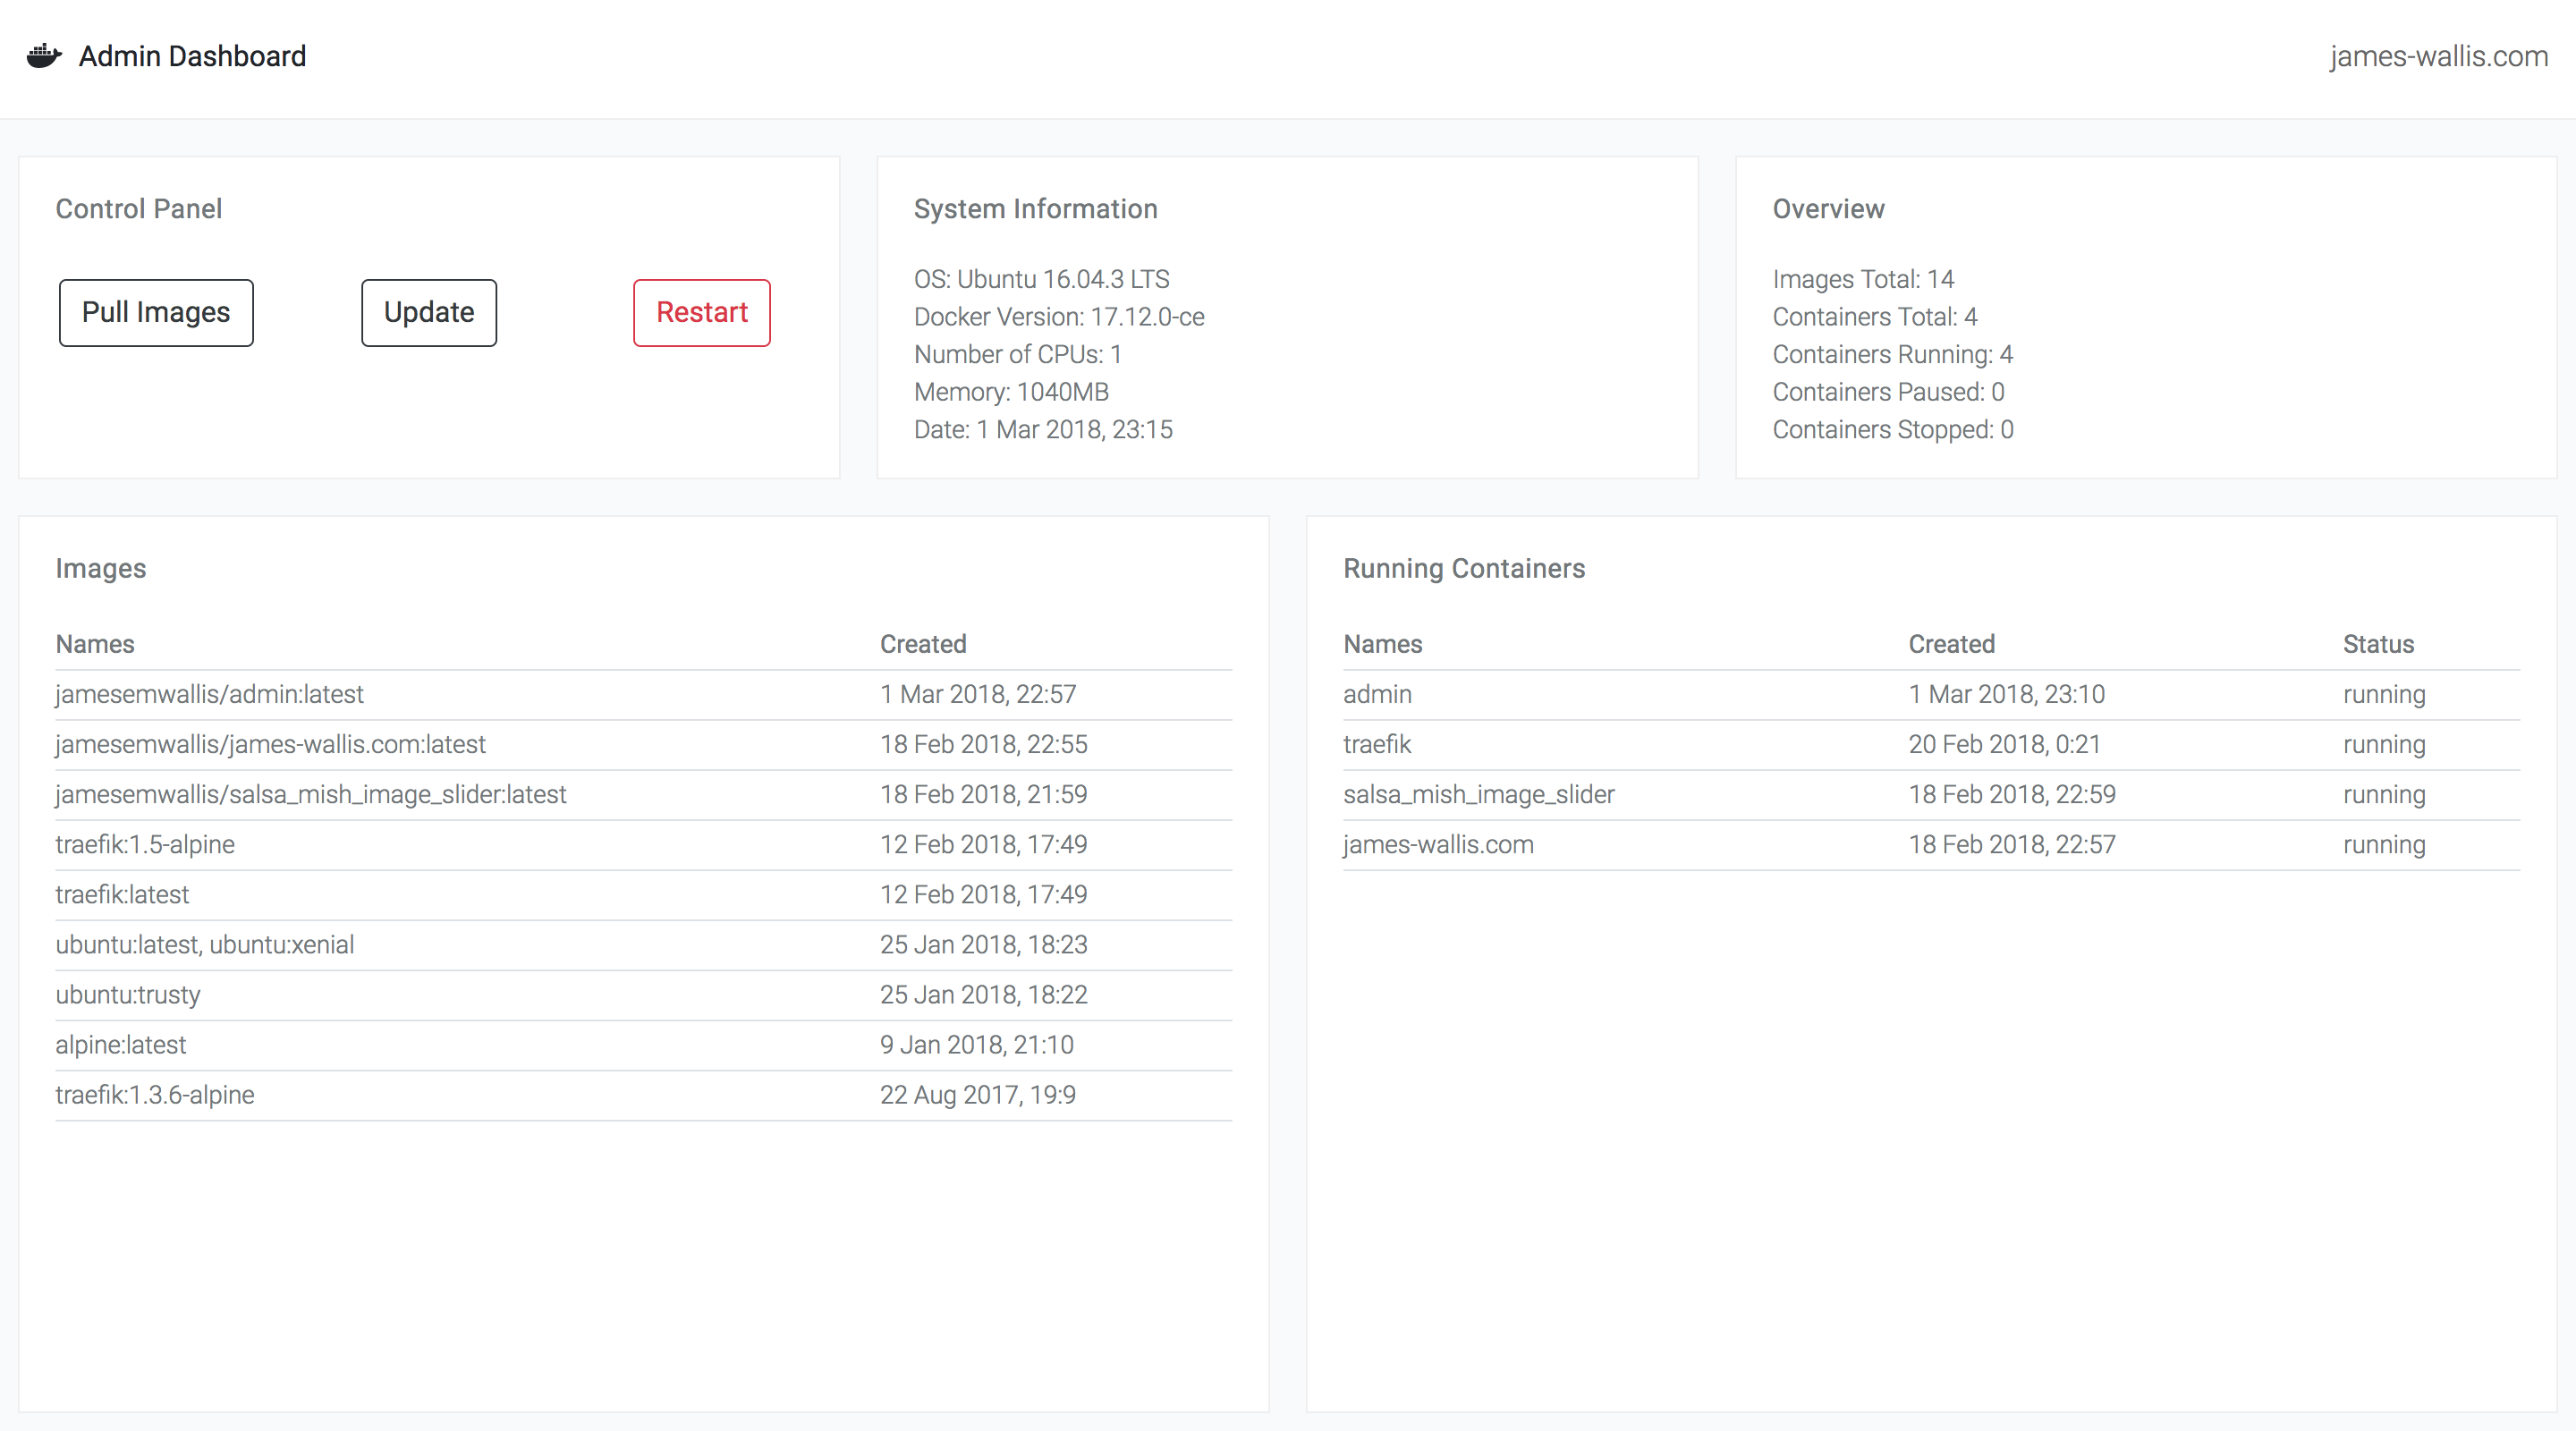 Admin Dashboard
james-wallis.com
Control Panel
Pull Images
Update
Restart
System Information
OS: Ubuntu 16.04.3 LTS
Docker Version: 17.12.0-ce
Number of CPUs: 1
Memory: 1040MB
Date: 1 Mar 2018, 23:15
Overview
Images Total: 14
Containers Total: 4
Containers Running: 4
Containers Paused: 0
Containers Stopped: 0
Images
Names Created
jamesemwallis/admin:latest 1 Mar 2018, 22:57
jamesemwallis/james-wallis.com:latest 18 Feb 2018, 22:55
jamesemwallis/salsa_mish_image_slider:latest 18 Feb 2018, 21:59
traefik:1.5-alpine 12 Feb 2018, 17:49
traefik:latest 12 Feb 2018, 17:49
ubuntu:latest, ubuntu:xenial 25 Jan 2018, 18:23
ubuntu:trusty 25 Jan 2018, 18:22
alpine:latest 9 Jan 2018, 21:10
traefik:1.3.6-alpine 22 Aug 2017, 19:9
Running Containers
Names Created Status
admin 1 Mar 2018, 23:10 running
traefik 20 Feb 2018, 0:21 running
salsa_mish_image_slider 18 Feb 2018, 22:59 running
james-wallis.com 18 Feb 2018, 22:57 running